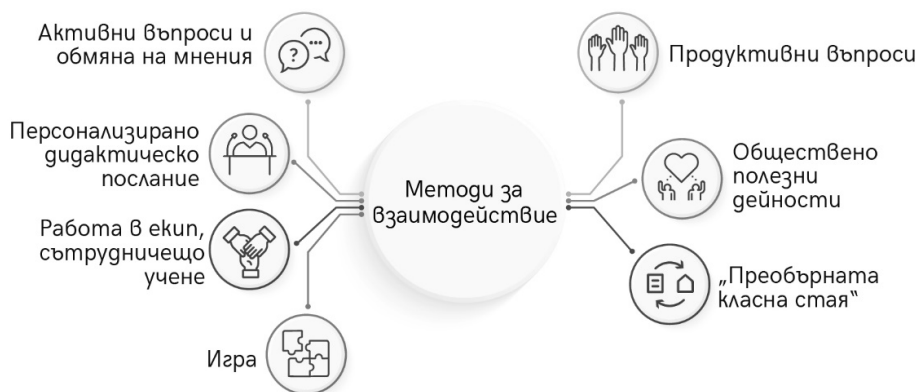 Активни въпроси и
обмяна на мнения
Персонализирано
дидактическо
послание
Работа в екип,
сътрудничещо
учене
Игра
Методи за
взаимодействие
Продуктивни въпроси
Обществено
полезни
дейности
„Преобърната
класна стая“
?